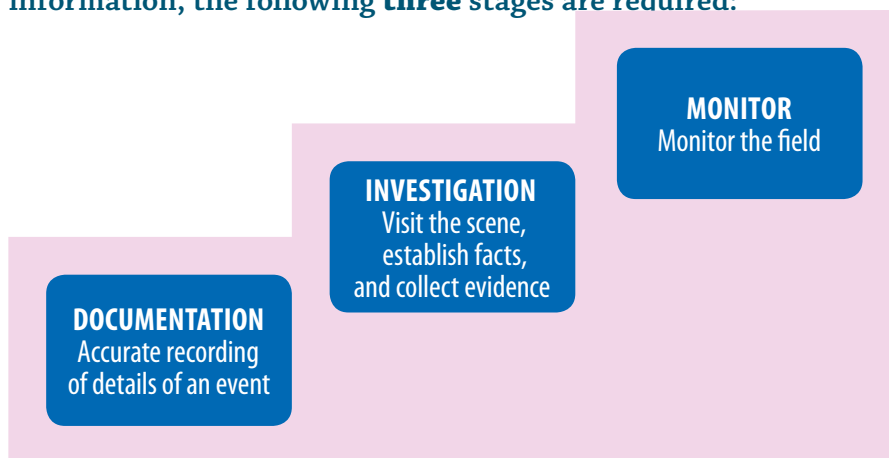 information, the following three stages are required:
MONITOR
Monitor the field
INVESTIGATION
Visit the scene,
establish facts,
and collect evidence
DOCUMENTATION
Accurate recording
of details of an event